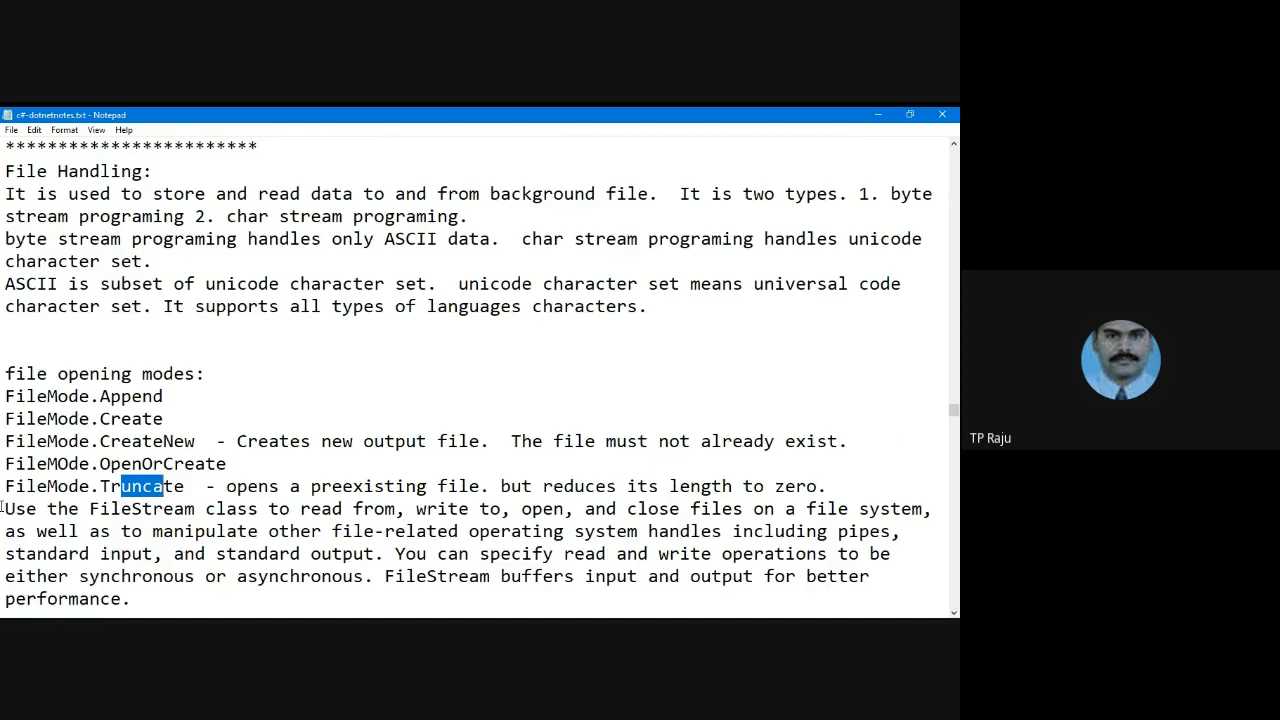 c#-dotnetnotes.txt - Notepad
File Edit Format View Help
************************
File Handling:
It is used to store and read data to and from background file.  It is two types. 1. byte
stream programing 2. char stream programing.
byte stream programing handles only ASCII data.  char stream programing handles unicode
character set.
ASCII is subset of unicode character set.  unicode character set means universal code
character set. It supports all types of languages characters.
file opening modes:
FileMode.Append
FileMode.Create
FileMode.CreateNew  - Creates new output file.  The file must not already exist.
FileMOde.OpenOrCreate
FileMode.Truncate  - opens a preexisting file. but reduces its length to zero.
Use the FileStream class to read from, write to, open, and close files on a file system,
as well as to manipulate other file-related operating system handles including pipes,
standard input, and standard output. You can specify read and write operations to be
either synchronous or asynchronous. FileStream buffers input and output for better
performance.
TP Raju